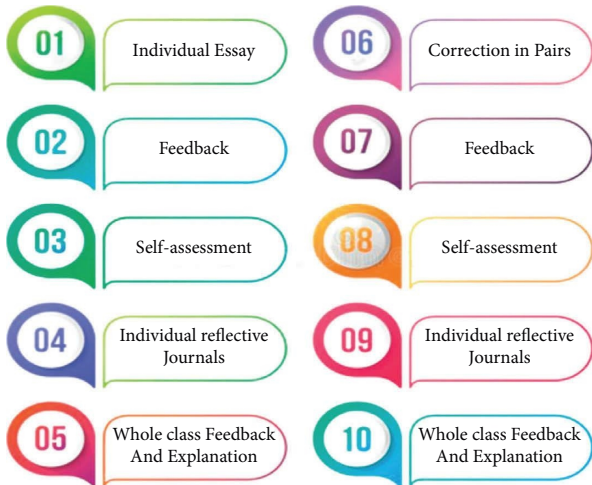 01
Individual Essay
02
Feedback
03
Self-assessment
04
Individual reflective
Journals
05
Whole class Feedback
And Explanation
06
Correction in Pairs
07
Feedback
08
Self-assessment
09
Individual reflective
Journals
10
Whole class Feedback
And Explanation